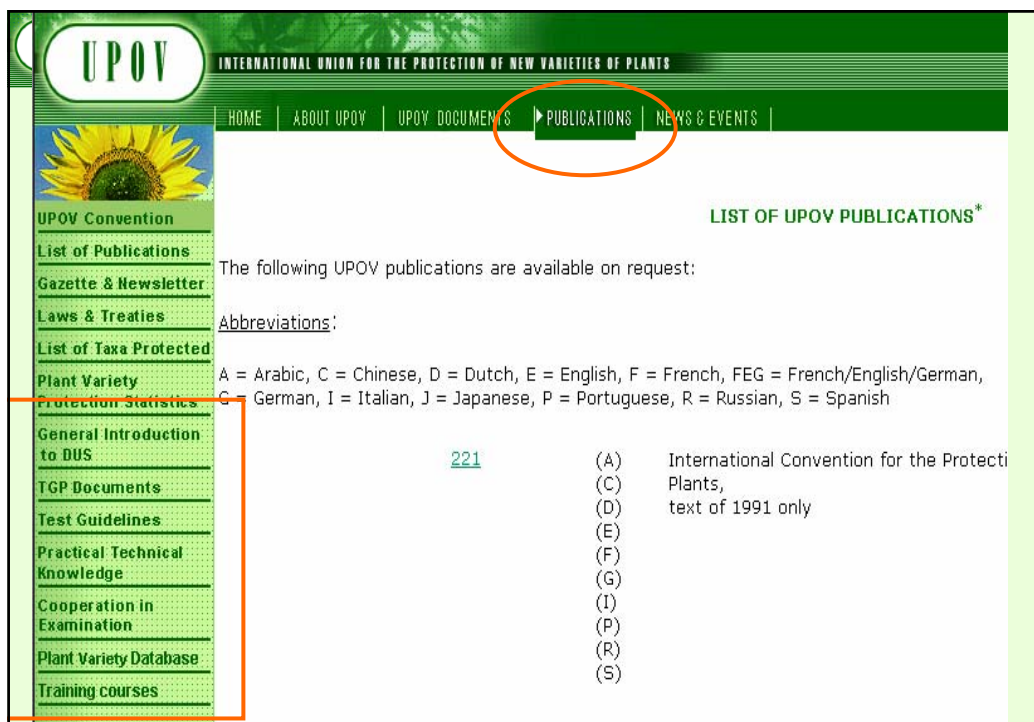 UPOV
INTERNATIONAL UNION FOR THE PROTECTION OF NEW VARIETIES OF PLANTS
HOME | ABOUT UPOV | UPOV DOCUMENTS | PUBLICATIONS | NEWS & EVENTS |
UPOV Convention
List of Publications
Gazette & Newsletter
Laws & Treaties
List of Taxa Protected
Plant Variety
Protection Statistics
General Introduction
to DUS
TGP Documents
Test Guidelines
Practical Technical
Knowledge
Cooperation in
Examination
Plant Variety Database
Training courses
LIST OF UPOV PUBLICATIONS*
The following UPOV publications are available on request:
Abbreviations:
A = Arabic, C = Chinese, D = Dutch, E = English, F = French, FEG = French/English/German,
G = German, I = Italian, J = Japanese, P = Portuguese, R = Russian, S = Spanish
221 (A) International Convention for the Protecti
(C) Plants,
(D) text of 1991 only
(E)
(F)
(G)
(I)
(P)
(R)
(S)